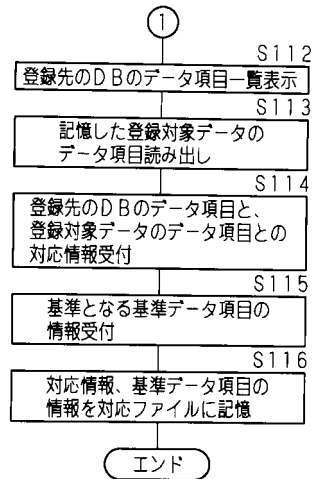 1
S112
登録先のDBのデータ項目一覧表示
S113
記憶した登録対象データの
データ項目読み出し
S114
登録先のDBのデータ項目と、
登録対象データのデータ項目との
対応情報受付
S115
基準となる基準データ項目の
情報受付
S116
対応情報、基準データ項目の
情報を対応ファイルに記憶
エンド